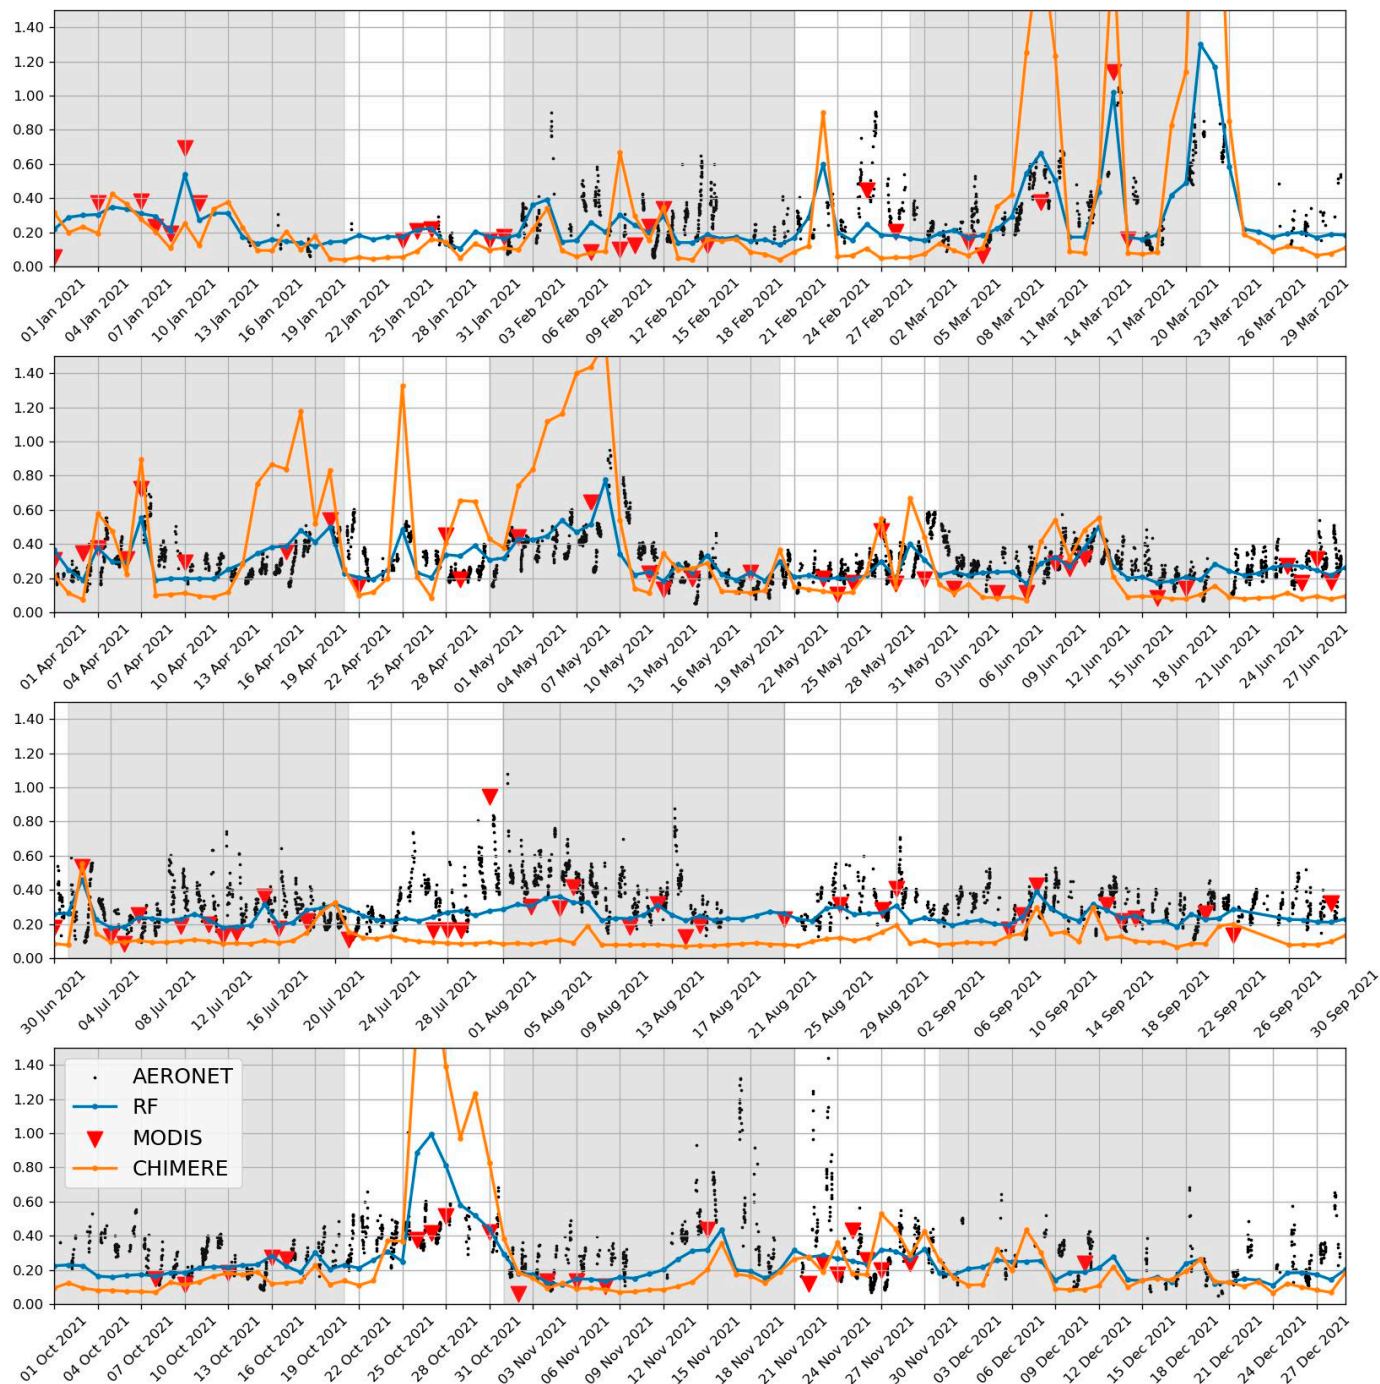 1.40
1.20
1.00
0.80
0.60
0.40
0.20
0.00
01 Jan 2021
04 Jan 2021
07 Jan 2021
10 Jan 2021
13 Jan 2021
16 Jan 2021
19 Jan 2021
22 Jan 2021
25 Jan 2021
28 Jan 2021
31 Jan 2021
03 Feb 2021
06 Feb 2021
09 Feb 2021
12 Feb 2021
15 Feb 2021
18 Feb 2021
21 Feb 2021
24 Feb 2021
27 Feb 2021
02 Mar 2021
05 Mar 2021
08 Mar 2021
11 Mar 2021
14 Mar 2021
17 Mar 2021
20 Mar 2021
23 Mar 2021
26 Mar 2021
29 Mar 2021
1.40
1.20
1.00
0.80
0.60
0.40
0.20
0.00
01 Apr 2021
04 Apr 2021
07 Apr 2021
10 Apr 2021
13 Apr 2021
16 Apr 2021
19 Apr 2021
22 Apr 2021
25 Apr 2021
28 Apr 2021
01 May 2021
04 May 2021
07 May 2021
10 May 2021
13 May 2021
16 May 2021
19 May 2021
22 May 2021
25 May 2021
28 May 2021
31 May 2021
03 Jun 2021
06 Jun 2021
09 Jun 2021
12 Jun 2021
15 Jun 2021
18 Jun 2021
21 Jun 2021
24 Jun 2021
27 Jun 2021
1.40
1.20
1.00
0.80
0.60
0.40
0.20
0.00
30 Jun 2021
04 Jul 2021
08 Jul 2021
12 Jul 2021
16 Jul 2021
20 Jul 2021
24 Jul 2021
28 Jul 2021
01 Aug 2021
05 Aug 2021
09 Aug 2021
13 Aug 2021
17 Aug 2021
21 Aug 2021
25 Aug 2021
29 Aug 2021
02 Sep 2021
06 Sep 2021
10 Sep 2021
14 Sep 2021
18 Sep 2021
22 Sep 2021
26 Sep 2021
30 Sep 2021
1.40
1.20
1.00
0.80
0.60
0.40
0.20
0.00
AERONET
RF
MODIS
CHIMERE
01 Oct 2021
04 Oct 2021
07 Oct 2021
10 Oct 2021
13 Oct 2021
16 Oct 2021
19 Oct 2021
22 Oct 2021
25 Oct 2021
28 Oct 2021
31 Oct 2021
03 Nov 2021
06 Nov 2021
09 Nov 2021
12 Nov 2021
15 Nov 2021
18 Nov 2021
21 Nov 2021
24 Nov 2021
27 Nov 2021
30 Nov 2021
03 Dec 2021
06 Dec 2021
09 Dec 2021
12 Dec 2021
15 Dec 2021
18 Dec 2021
21 Dec 2021
24 Dec 2021
27 Dec 2021